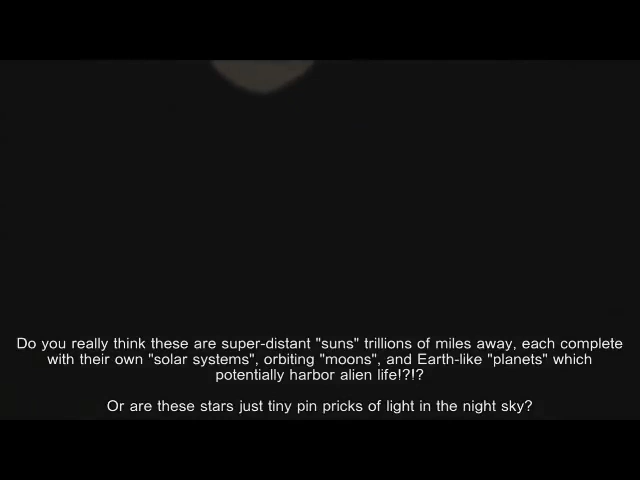 Do you really think these are super-distant "suns" trillions of miles away, each complete
with their own "solar systems", orbiting "moons", and Earth-like "planets" which
potentially harbor alien life!?!?
Or are these stars just tiny pin pricks of light in the night sky?